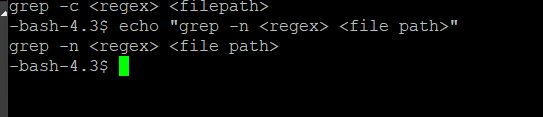 grep -c <regex> <filepath>
-bash-4.3$ echo "grep -n <regex> <file path>"
grep -n <regex> <file path>
-bash-4.3$